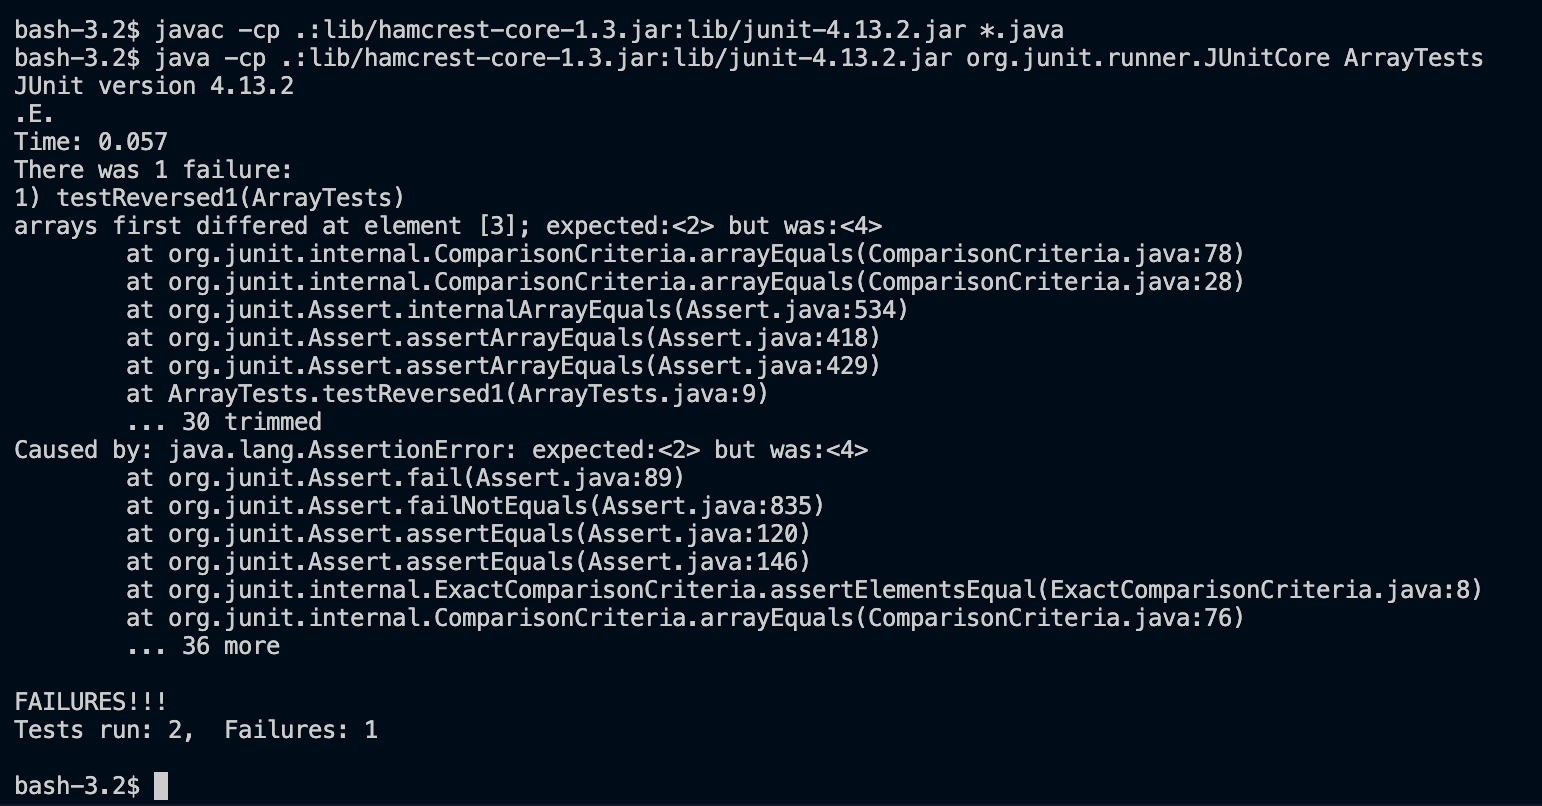 bash-3.2$ javac -cp .:lib/hamcrest-core-1.3.jar:lib/junit-4.13.2.jar *.java
bash-3.2$ java -cp .:lib/hamcrest-core-1.3.jar:lib/junit-4.13.2.jar org.junit.runner.JUnitCore ArrayTests
JUnit version 4.13.2
.E.
Time: 0.057
There was 1 failure:
1) testReversed1(ArrayTests)
arrays first differed at element [3]; expected:<2> but was:<4>
        at org.junit.internal.ComparisonCriteria.arrayEquals(ComparisonCriteria.java:78)
        at org.junit.internal.ComparisonCriteria.arrayEquals(ComparisonCriteria.java:28)
        at org.junit.Assert.internalArrayEquals(Assert.java:534)
        at org.junit.Assert.assertArrayEquals(Assert.java:418)
        at org.junit.Assert.assertArrayEquals(Assert.java:429)
        at ArrayTests.testReversed1(ArrayTests.java:9)
        ... 30 trimmed
Caused by: java.lang.AssertionError: expected:<2> but was:<4>
        at org.junit.Assert.fail(Assert.java:89)
        at org.junit.Assert.failNotEquals(Assert.java:835)
        at org.junit.Assert.assertEquals(Assert.java:120)
        at org.junit.Assert.assertEquals(Assert.java:146)
        at org.junit.internal.ExactComparisonCriteria.assertElementsEqual(ExactComparisonCriteria.java:8)
        at org.junit.internal.ComparisonCriteria.arrayEquals(ComparisonCriteria.java:76)
        ... 36 more

FAILURES!!!
Tests run: 2,  Failures: 1

bash-3.2$